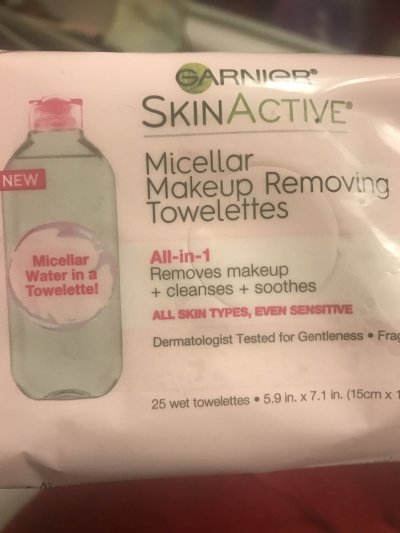 GARNIER®
SKINACTIVE®
Micellar
Makeup Removing
Towelettes
NEW
Micellar
Water in a
Towelette!
All-in-1
Removes makeup
+ cleanses + soothes
ALL SKIN TYPES, EVEN SENSITIVE
Dermatologist Tested for Gentleness •
25 wet towelettes • 5.9 in. x 7.1 in. (15cm x